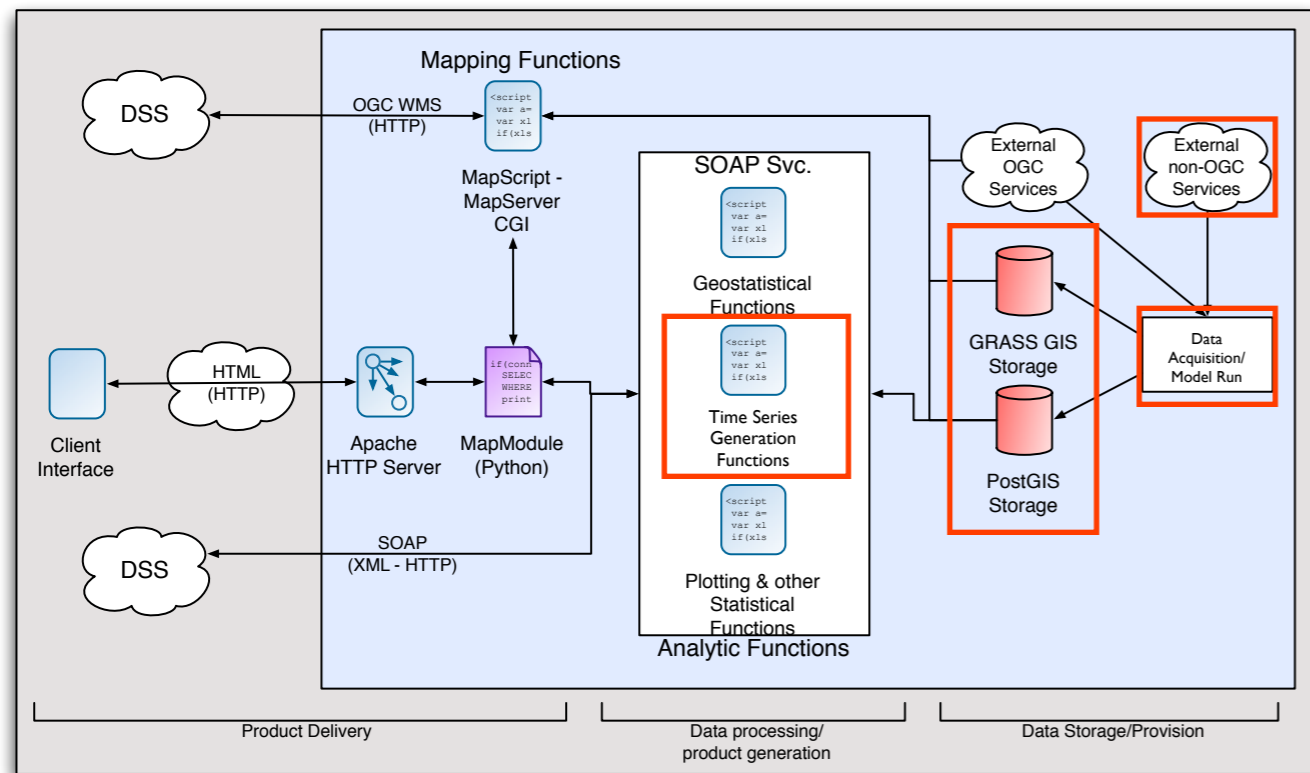 Mapping Functions
DSS
OGC WMS
(HTTP)
<script
var a=
var xl
if(xls
MapScript -
MapServer
CGI
SOAP Svc.
<script
var a=
var xl
if(xls
Geostatistical
Functions
<script
var a=
var xl
if(xls
Time Series
Generation
Functions
<script
var a=
var xl
if(xls
Plotting & other
Statistical
Functions
Analytic Functions
External
OGC
Services
External
non-OGC
Services
GRASS GIS
Storage
PostGIS
Storage
Data
Acquisition/
Model Run
Client
Interface
HTML
(HTTP)
Apache
HTTP Server
if(conn
SELEC
WHERE
print
MapModule
(Python)
DSS
SOAP
(XML - HTTP)
Product Delivery
Data processing/
product generation
Data Storage/Provision